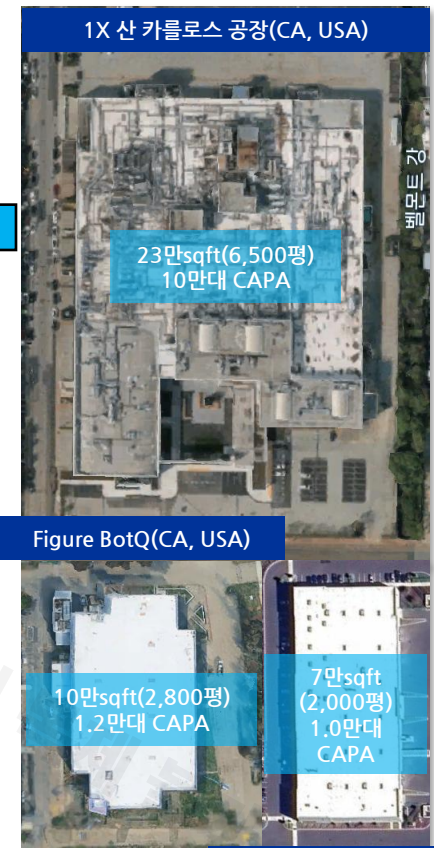 1X 산 카를로스 공장(CA, USA)
벨몬트 강
23만sqft(6,500평)
10만대 CAPA
Figure BotQ(CA, USA)
10만sqft(2,800평)
1.2만대 CAPA
7만sqft
(2,000평)
1.0만대
CAPA